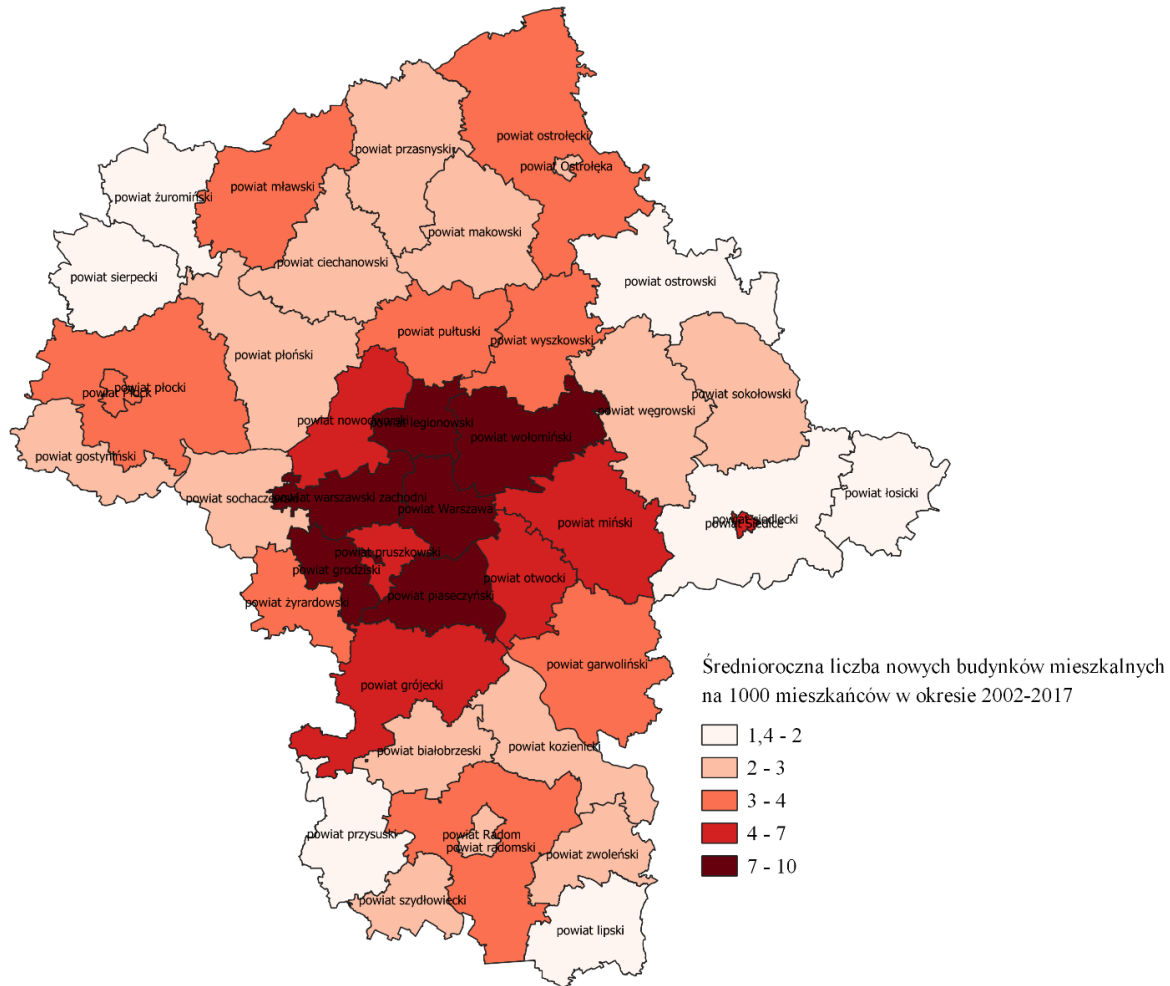 powiat ostrołęcki
powiat przasnyski
powiat Ostrołęka
powiat mławski
powiat żuromiński
powiat makowski
powiat ciechanowski
powiat sierpecki
powiat ostrowski
powiat pułtuski
powiat wyszkowski
powiat płoński
powiat płocki
powiat Płock
powiat sokołowski
powiat węgrowski
powiat nowodworski
powiat legionowski
powiat wołomiński
powiat gostyniński
powiat łosicki
powiat sochaczewski
powiat warszawski zachodni
powiat Warszawa
powiat miński
powiat siedlecki
powiat Siedlce
powiat pruszkowski
powiat grodziski
powiat otwocki
powiat piaseczyński
powiat żyrardowski
powiat garwoliński
powiat grójecki
Średnioroczna liczba nowych budynków mieszkalnych
na 1000 mieszkańców w okresie 2002-2017
1,4 - 2
2 - 3
3 - 4
4 - 7
7 - 10
powiat białobrzeski
powiat kozienicki
powiat przysuski
powiat Radom
powiat radomski
powiat zwoleński
powiat szydłowiecki
powiat lipski